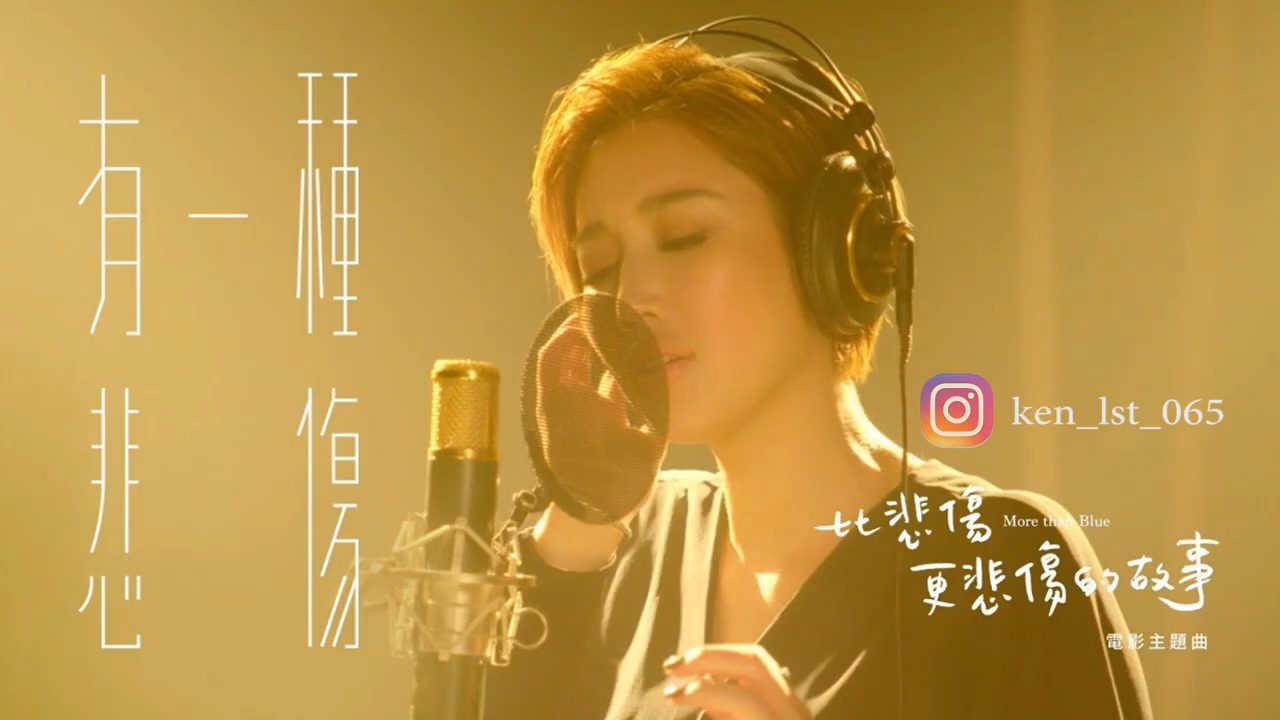 有一種
悲傷
ken_lst_065
比悲傷
More than Blue
更悲傷的故事
電影主題曲